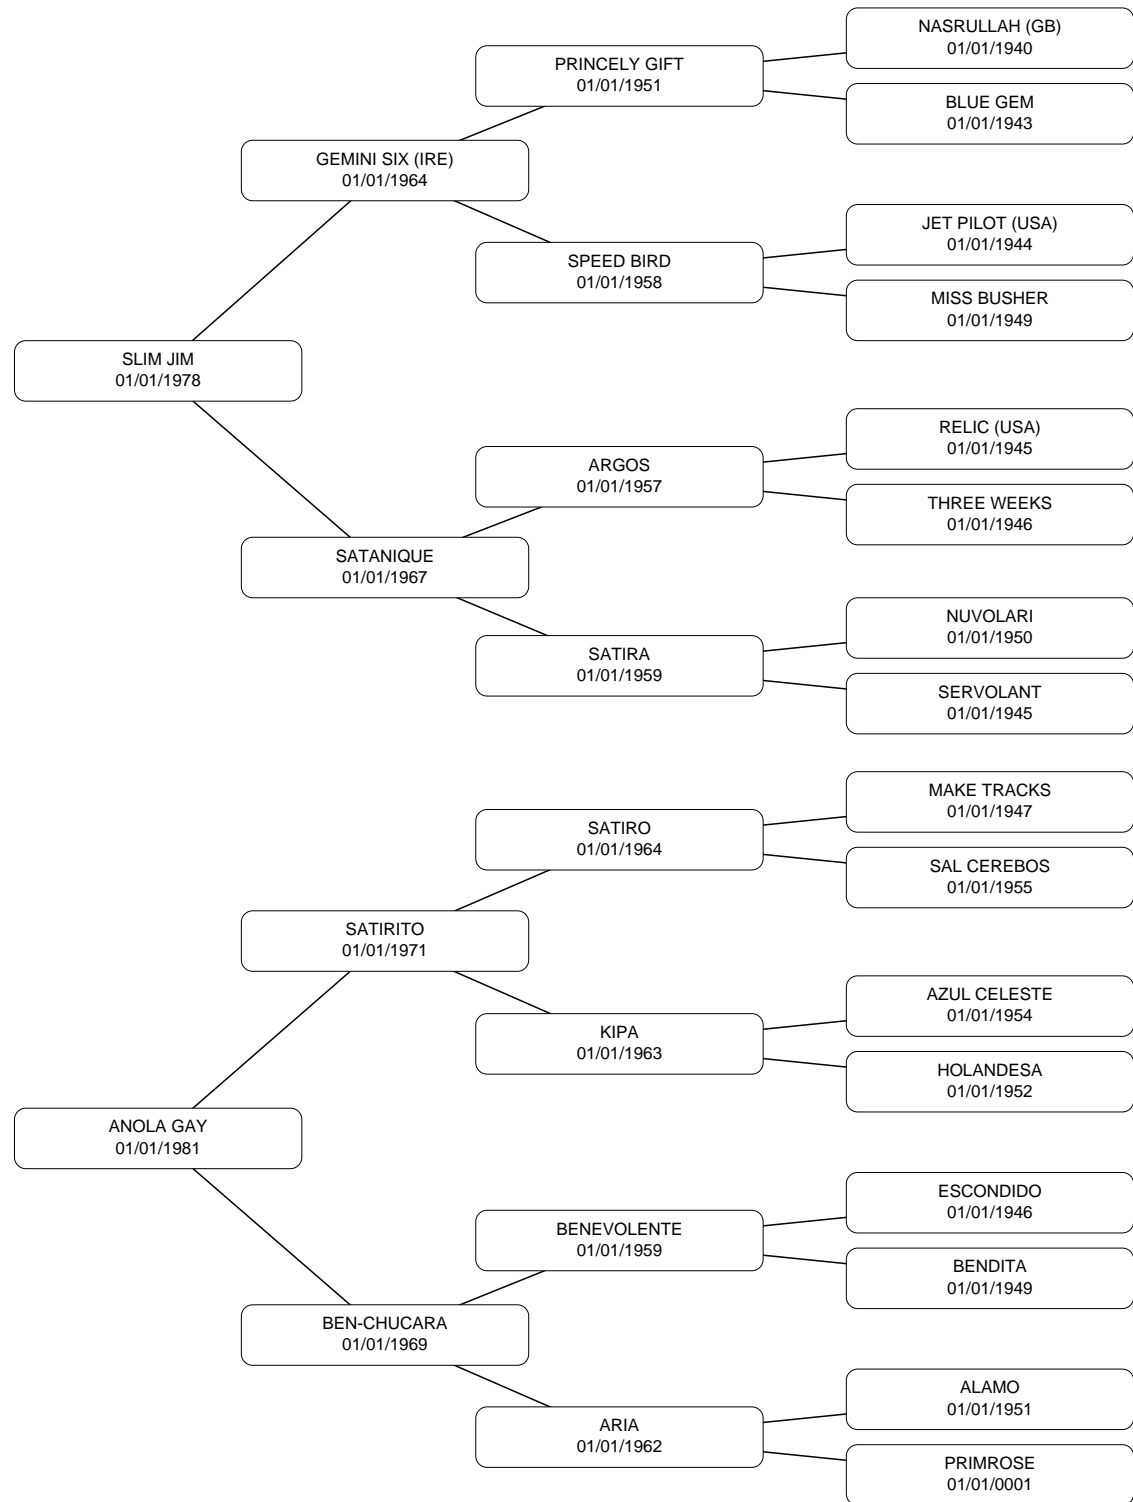 NASRULLAH (GB)
01/01/1940
PRINCELY GIFT
01/01/1951
BLUE GEM
01/01/1943
GEMINI SIX (IRE)
01/01/1964
JET PILOT (USA)
01/01/1944
SPEED BIRD
01/01/1958
MISS BUSHER
01/01/1949
SLIM JIM
01/01/1978
RELIC (USA)
01/01/1945
ARGOS
01/01/1957
THREE WEEKS
01/01/1946
SATANIQUE
01/01/1967
NUVOLARI
01/01/1950
SATIRA
01/01/1959
SERVOLANT
01/01/1945
MAKE TRACKS
01/01/1947
SATIRO
01/01/1964
SAL CEREBOS
01/01/1955
SATIRITO
01/01/1971
AZUL CELESTE
01/01/1954
KIPA
01/01/1963
HOLANDESA
01/01/1952
ANOLA GAY
01/01/1981
ESCONDIDO
01/01/1946
BENEVOLENTE
01/01/1959
BENDITA
01/01/1949
BEN-CHUCARA
01/01/1969
ALAMO
01/01/1951
ARIA
01/01/1962
PRIMROSE
01/01/0001